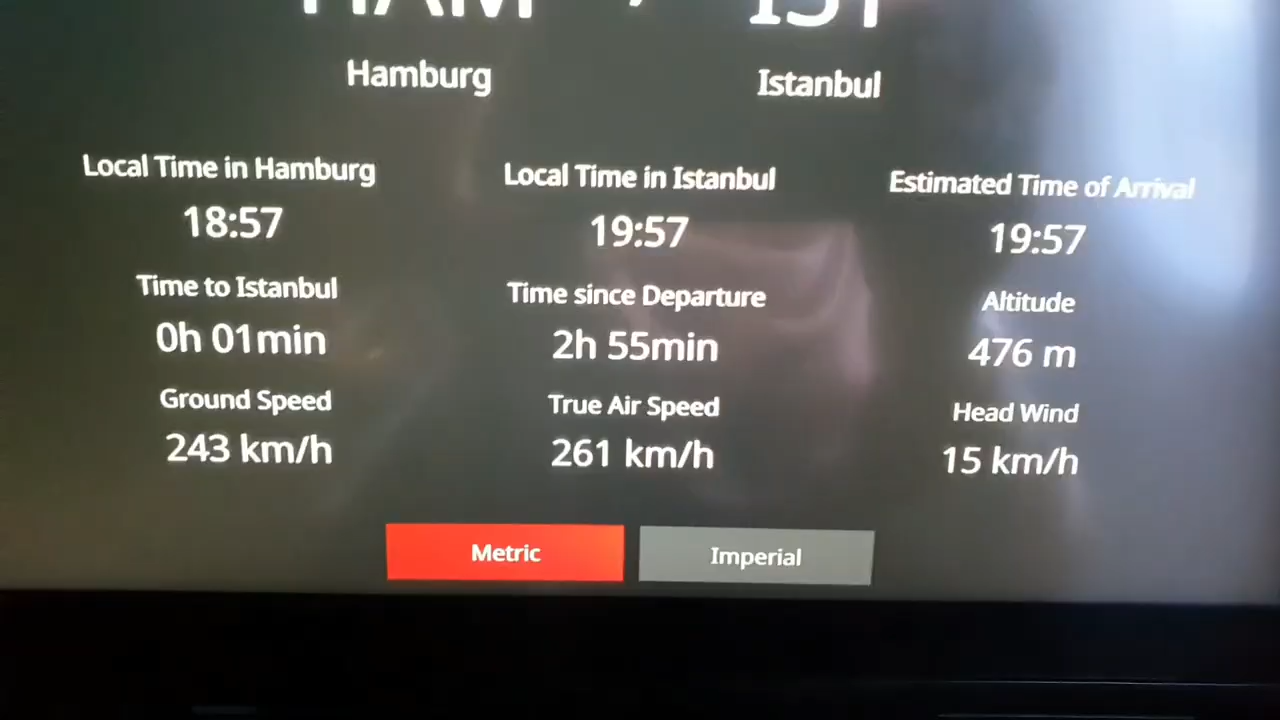 HAM IST
Hamburg Istanbul
Local Time in Hamburg Local Time in Istanbul Estimated Time of Arrival
18:57 19:57 19:57
Time to Istanbul Time since Departure Altitude
0h 01min 2h 55min 476 m
Ground Speed True Air Speed Head Wind
243 km/h 261 km/h 15 km/h
Metric Imperial